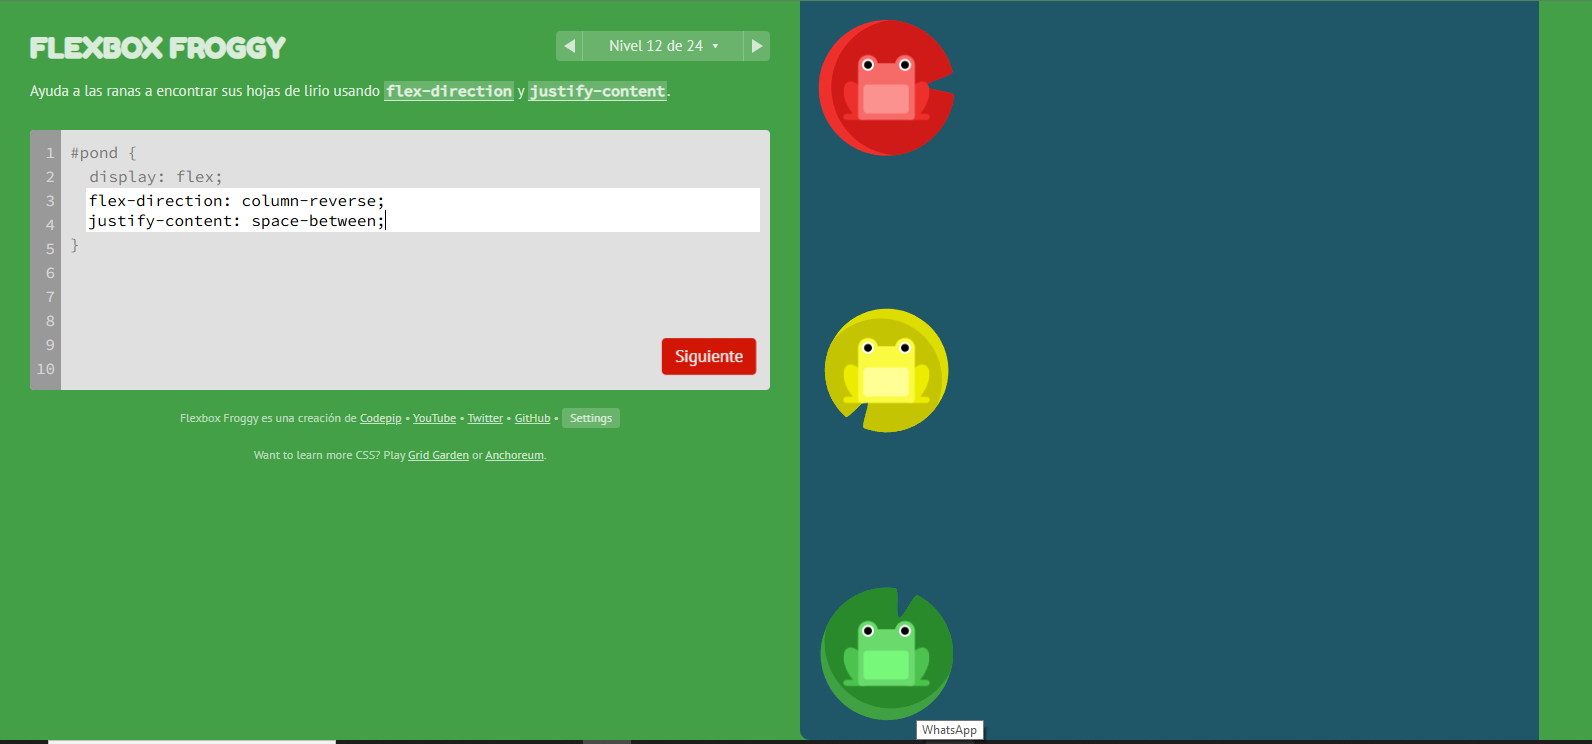 FLEXBOX FROGGY
Nivel 12 de 24
Ayuda a las ranas a encontrar sus hojas de lirio usando flex-direction y justify-content.
1 #pond {
2 display: flex;
3 flex-direction: column-reverse;
4 justify-content: space-between;
5 }
6
7
8
9
10
Siguiente
Flexbox Froggy es una creación de Codepip • YouTube • Twitter • GitHub • Settings
Want to learn more CSS? Play Grid Garden or Anchoreum.
WhatsApp